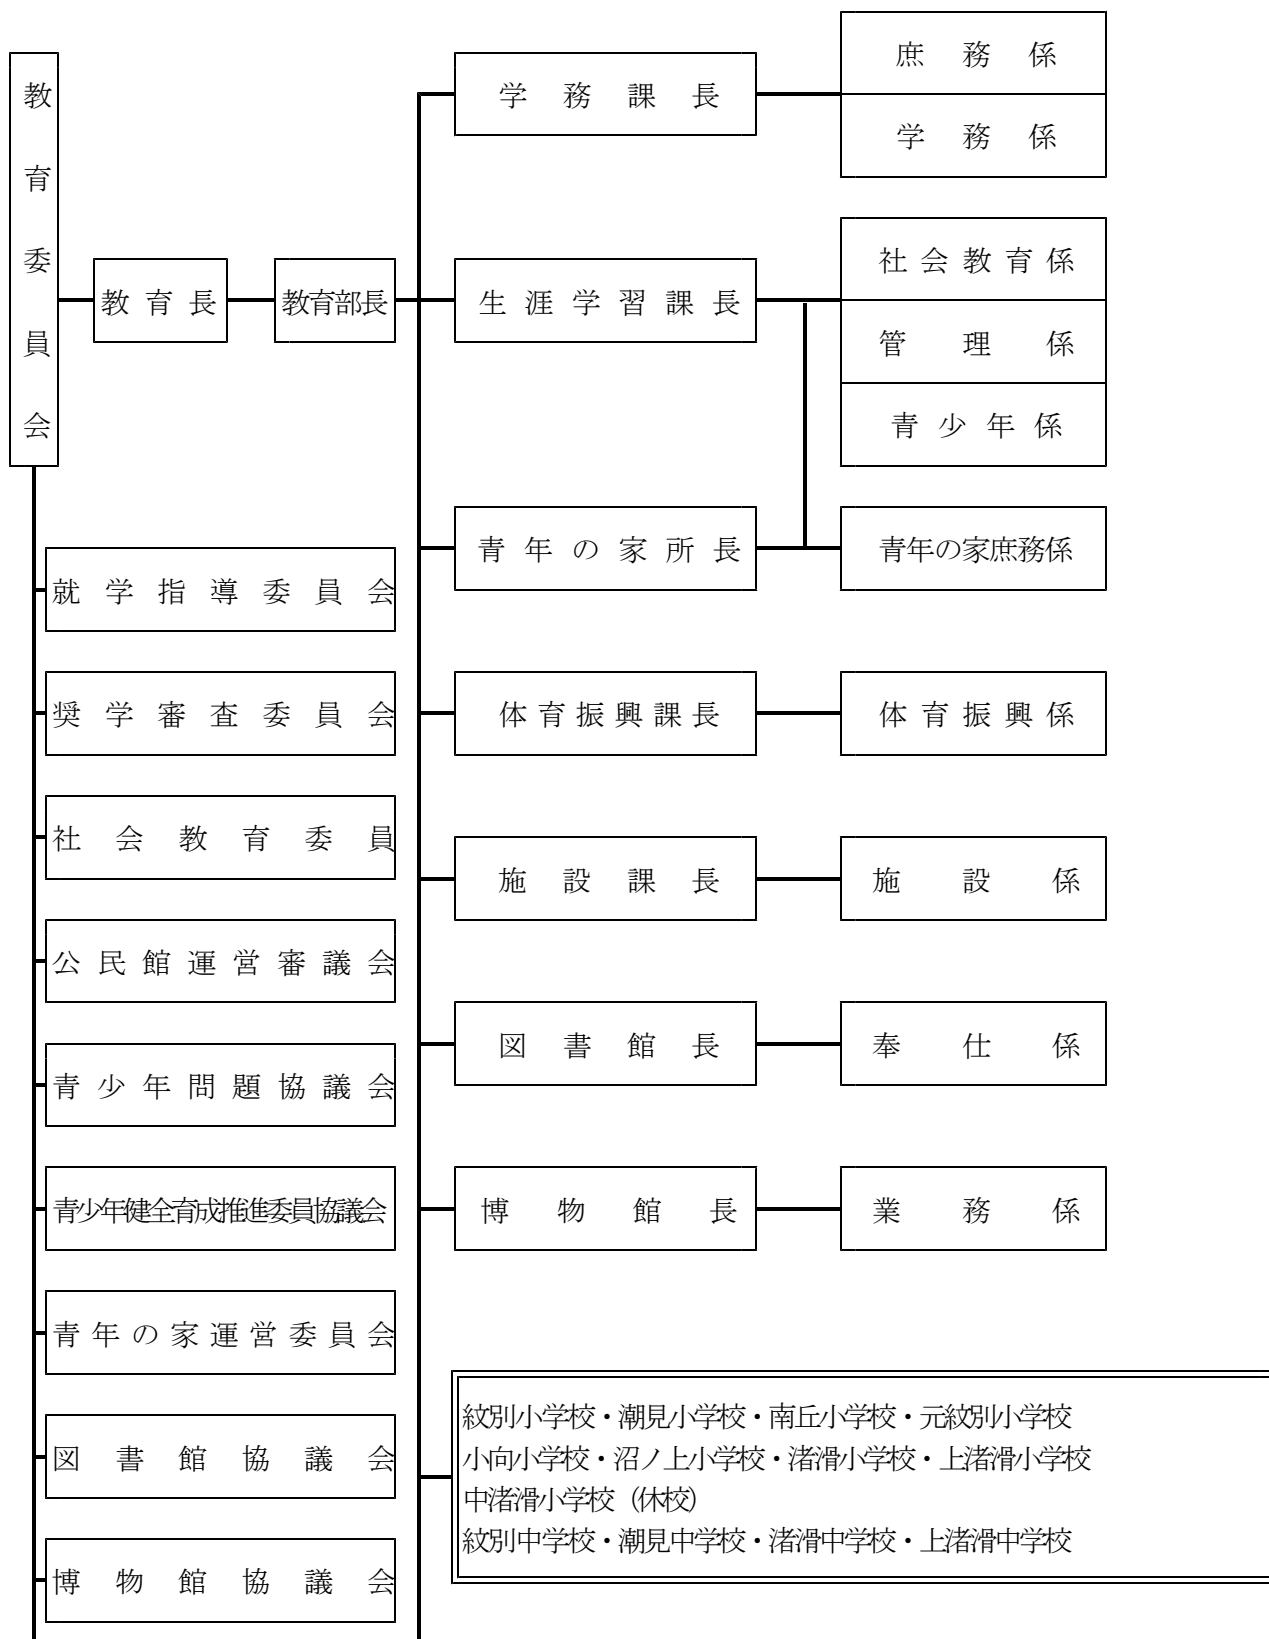 教育委員会
教育長
教育部長
学務課長
庶務係
学務係
生涯学習課長
社会教育係
管理係
青少年係
青年の家所長
青年の家庶務係
体育振興課長
体育振興係
施設課長
施設係
図書館長
奉仕係
博物館長
業務係
紋別小学校・潮見小学校・南丘小学校・元紋別小学校
小向小学校・沼ノ上小学校・渚滑小学校・上渚滑小学校
中渚滑小学校（休校）
紋別中学校・潮見中学校・渚滑中学校・上渚滑中学校
就学指導委員会
奨学審査委員会
社会教育委員
公民館運営審議会
青少年問題協議会
青少年健全育成推進委員協議会
青年の家運営委員会
図書館協議会
博物館協議会